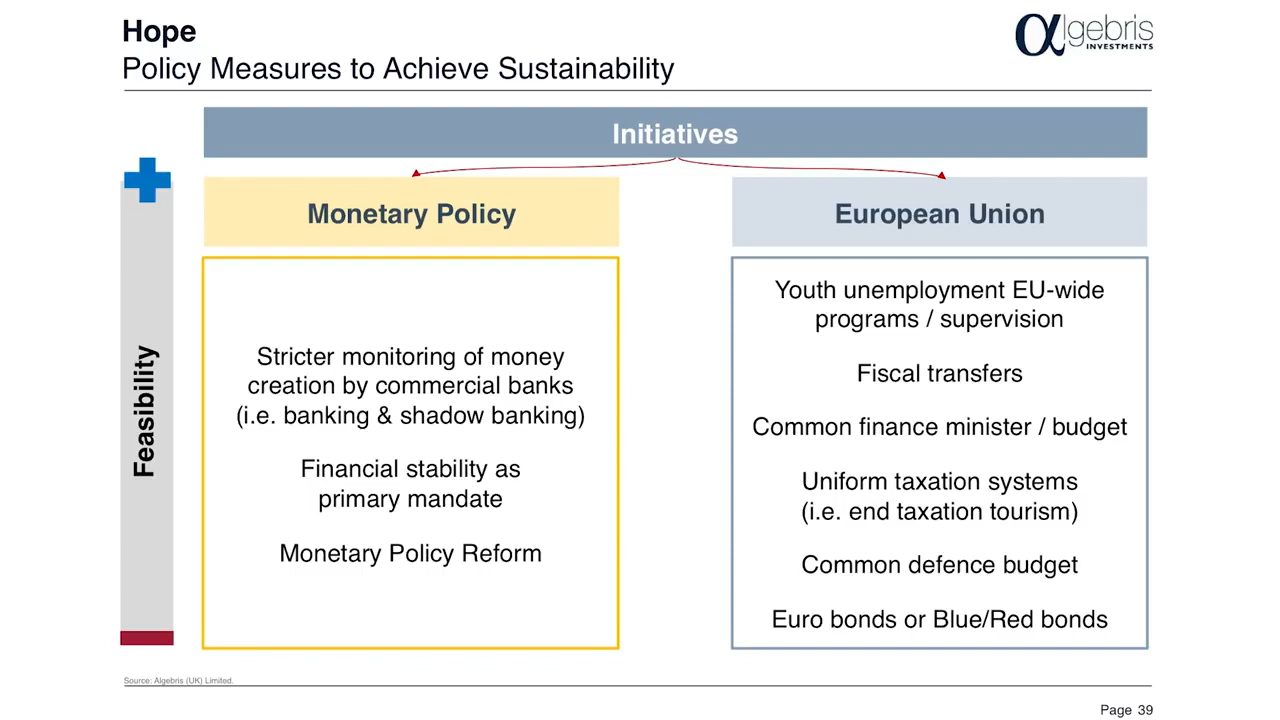 Hope
Policy Measures to Achieve Sustainability
αlgebris
INVESTMENTS
Initiatives
Monetary Policy
European Union
Feasibility
Stricter monitoring of money
creation by commercial banks
(i.e. banking & shadow banking)
Financial stability as
primary mandate
Monetary Policy Reform
Youth unemployment EU-wide
programs / supervision
Fiscal transfers
Common finance minister / budget
Uniform taxation systems
(i.e. end taxation tourism)
Common defence budget
Euro bonds or Blue/Red bonds
Source: Algebris (UK) Limited.
Page 39